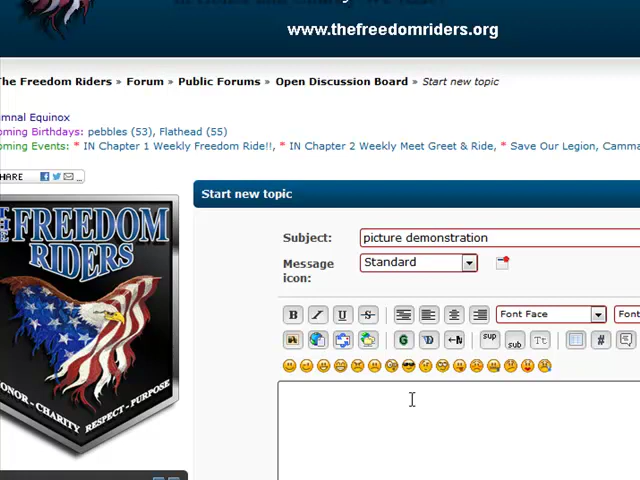 www.thefreedomriders.org
The Freedom Riders » Forum » Public Forums » Open Discussion Board » Start new topic
mnal Equinox
oming Birthdays: pebbles (53), Flathead (55)
oming Events: * IN Chapter 1 Weekly Freedom Ride!!, * IN Chapter 2 Weekly Meet Greet & Ride, * Save Our Legion, Camma
HARE
Start new topic
THE FREEDOM
RIDERS
HONOR - CHARITY RESPECT - PURPOSE
Subject: picture demonstration
Message icon: Standard
B I U S Font Face Font
G D N sup sub Tt #